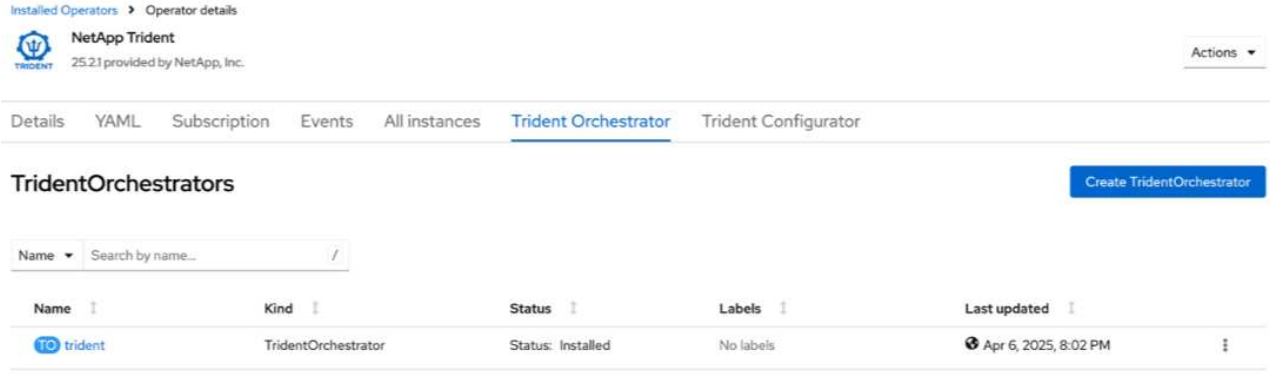 Installed Operators > Operator details
NetApp Trident
TRIDENT
25.2.1 provided by NetApp, Inc.
Actions
Details YAML Subscription Events All instances Trident Orchestrator Trident Configurator
TridentOrchestrators
Create TridentOrchestrator
Name Search by name... /
Name Kind Status Labels Last updated
TO trident TridentOrchestrator Status: Installed No labels Apr 6, 2025, 8:02 PM